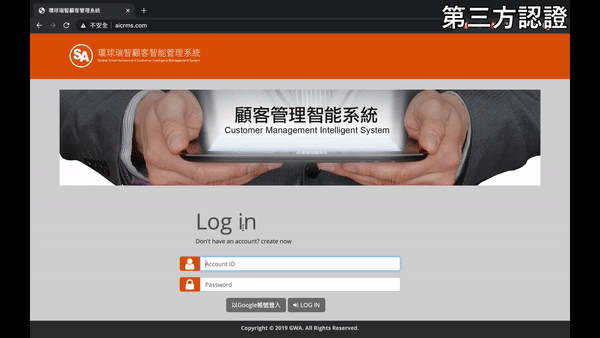 環球瑞智顧客智能管理系統
第三方認證
不安全 | aicrms.com
SA
環球瑞智顧客智能管理系統
Global Smart Achievement Customer Intelligent Management System
顧客管理智能系統
Customer Management Intelligent System
Log in
Don't have an account? create now
Account ID
Password
以Google帳號登入 LOG IN
Copyright © 2019 GWA. All Rights Reserved.